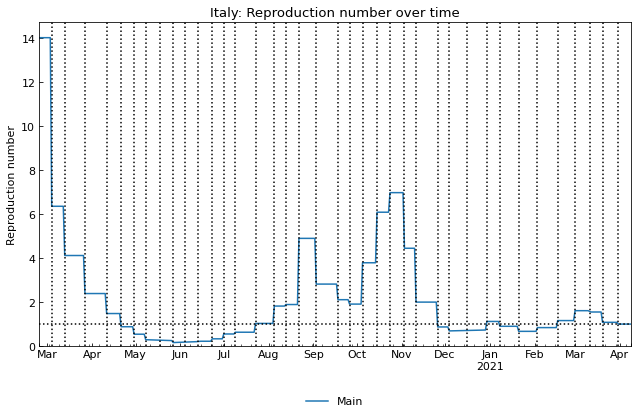 Italy: Reproduction number over time
Reproduction number
14
12
10
8
6
4
2
0
Mar Apr May Jun Jul Aug Sep Oct Nov Dec Jan Feb Mar Apr
2021
Main